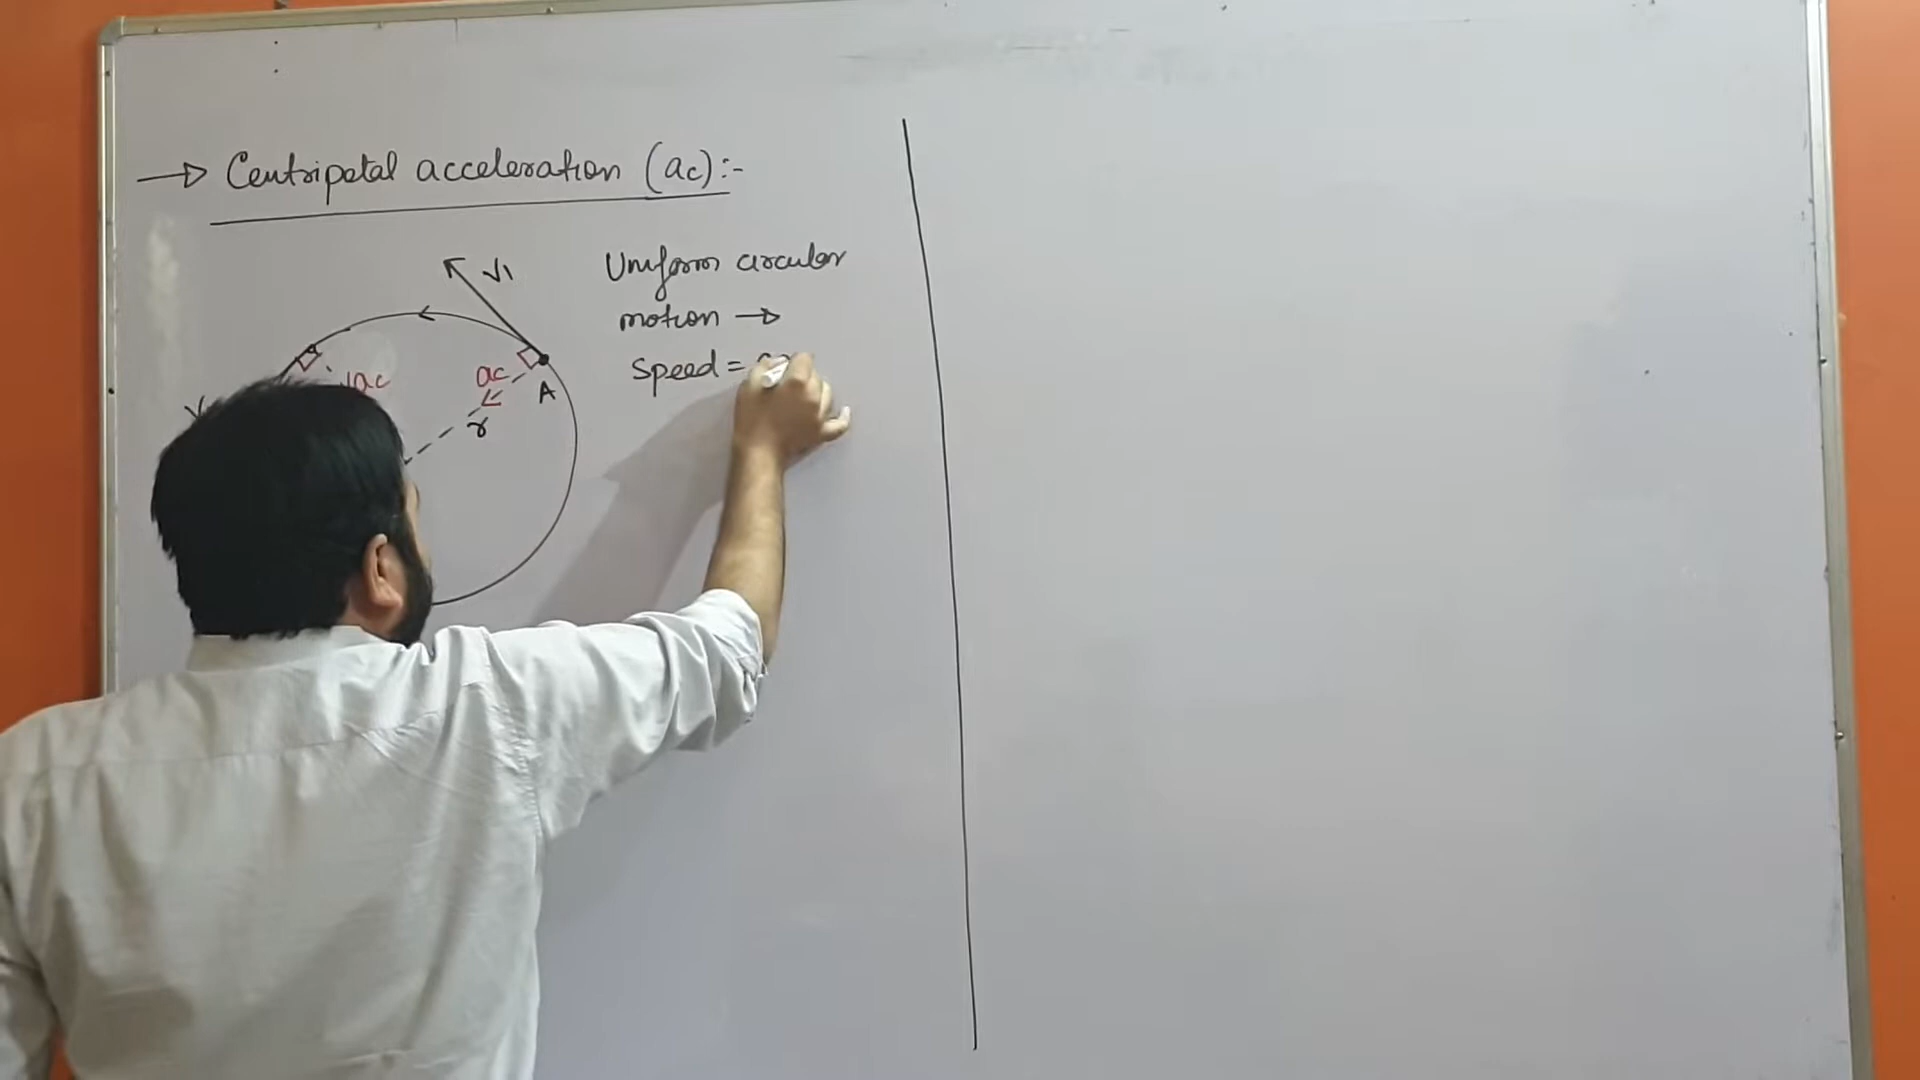 → Centripetal acceleration (ac):-
V1
Uniform circular
motion →
Speed =
ac
ac
A
r
V